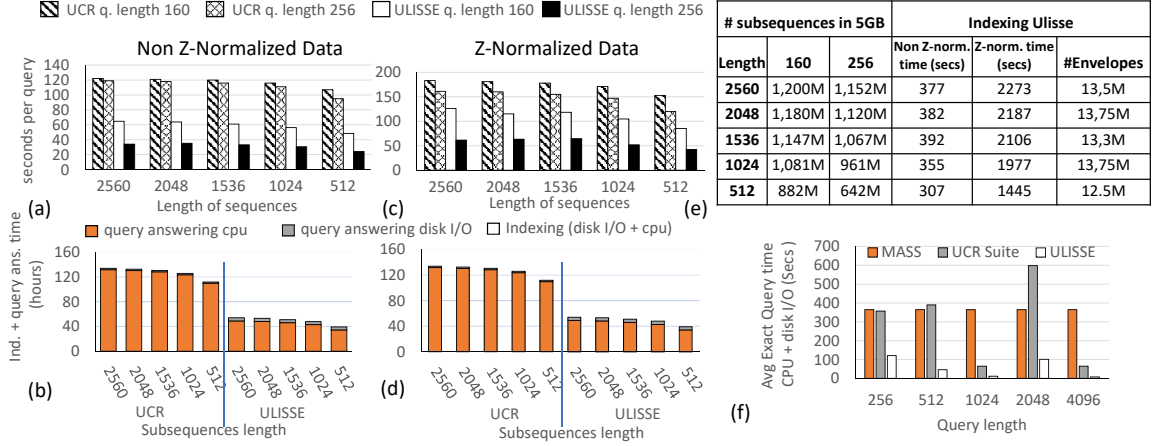 UCR q. length 160 UCR q. length 256 ULISSE q. length 160 ULISSE q. length 256
Non Z-Normalized Data
seconds per query
140
120
100
80
60
40
20
0
2560 2048 1536 1024 512
(a)
Length of sequences
Z-Normalized Data
200
150
100
50
0
2560 2048 1536 1024 512
(c)
Length of sequences
(e)
# subsequences in 5GB Indexing Ulisse
Length 160 256 Non Z-norm. time (secs) Z-norm. time (secs) #Envelopes
2560 1,200M 1,152M 377 2273 13,5M
2048 1,180M 1,120M 382 2187 13,75M
1536 1,147M 1,067M 392 2106 13,3M
1024 1,081M 961M 355 1977 13,75M
512 882M 642M 307 1445 12.5M
query answering cpu query answering disk I/O Indexing (disk I/O + cpu)
Ind. + query ans. time
(hours)
160
120
80
40
0
2560 2048 1536 1024 512 2560 2048 1536 1024 512
(b)
UCR ULISSE
Subsequences length
160
120
80
40
0
2560 2048 1536 1024 512 2560 2048 1536 1024 512
(d)
UCR ULISSE
Subsequences length
Avg Exact Query time
CPU + disk I/O (Secs )
700
600
500
400
300
200
100
0
MASS UCR Suite ULISSE
256 512 1024 2048 4096
(f)
Query length